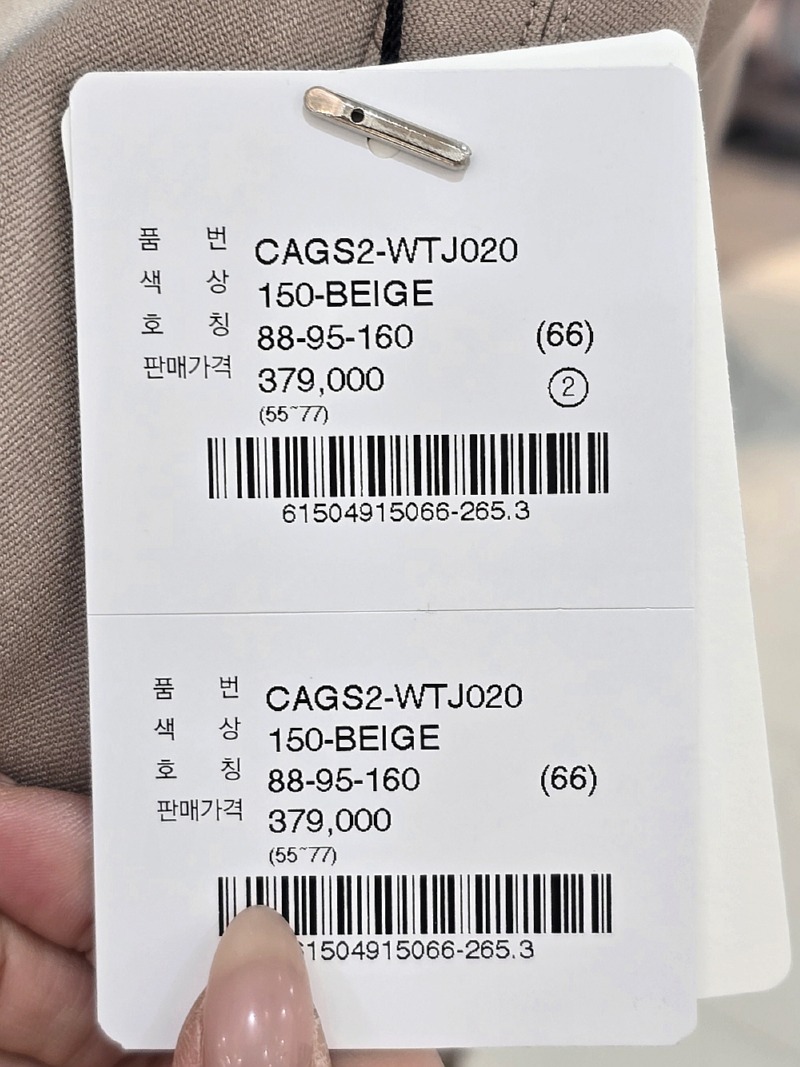 품 번 CAGS2-WTJ020
색 상 150-BEIGE
호 칭 88-95-160 (66)
판매가격 379,000 ②
(55~77)
61504915066-265.3
품 번 CAGS2-WTJ020
색 상 150-BEIGE
호 칭 88-95-160 (66)
판매가격 379,000
(55~77)
61504915066-265.3